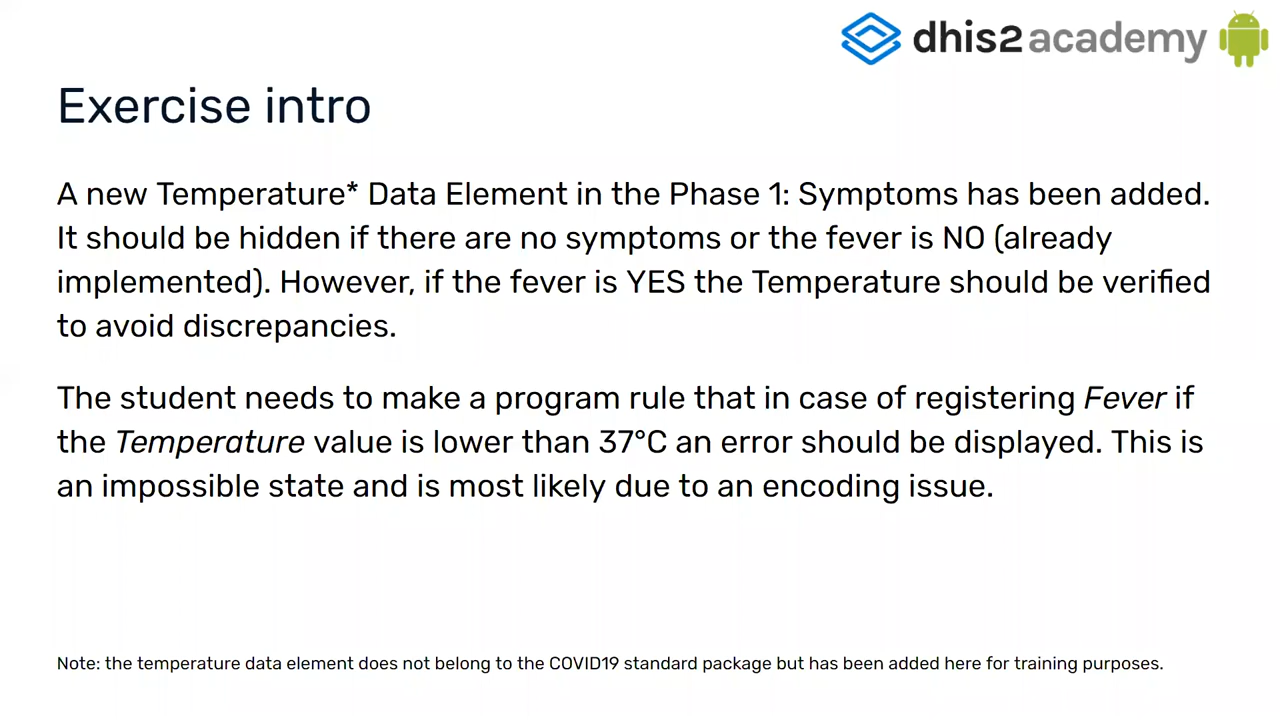 dhis2 academy
Exercise intro
A new Temperature* Data Element in the Phase 1: Symptoms has been added.
It should be hidden if there are no symptoms or the fever is NO (already
implemented). However, if the fever is YES the Temperature should be verified
to avoid discrepancies.
The student needs to make a program rule that in case of registering Fever if
the Temperature value is lower than 37°C an error should be displayed. This is
an impossible state and is most likely due to an encoding issue.
Note: the temperature data element does not belong to the COVID19 standard package but has been added here for training purposes.